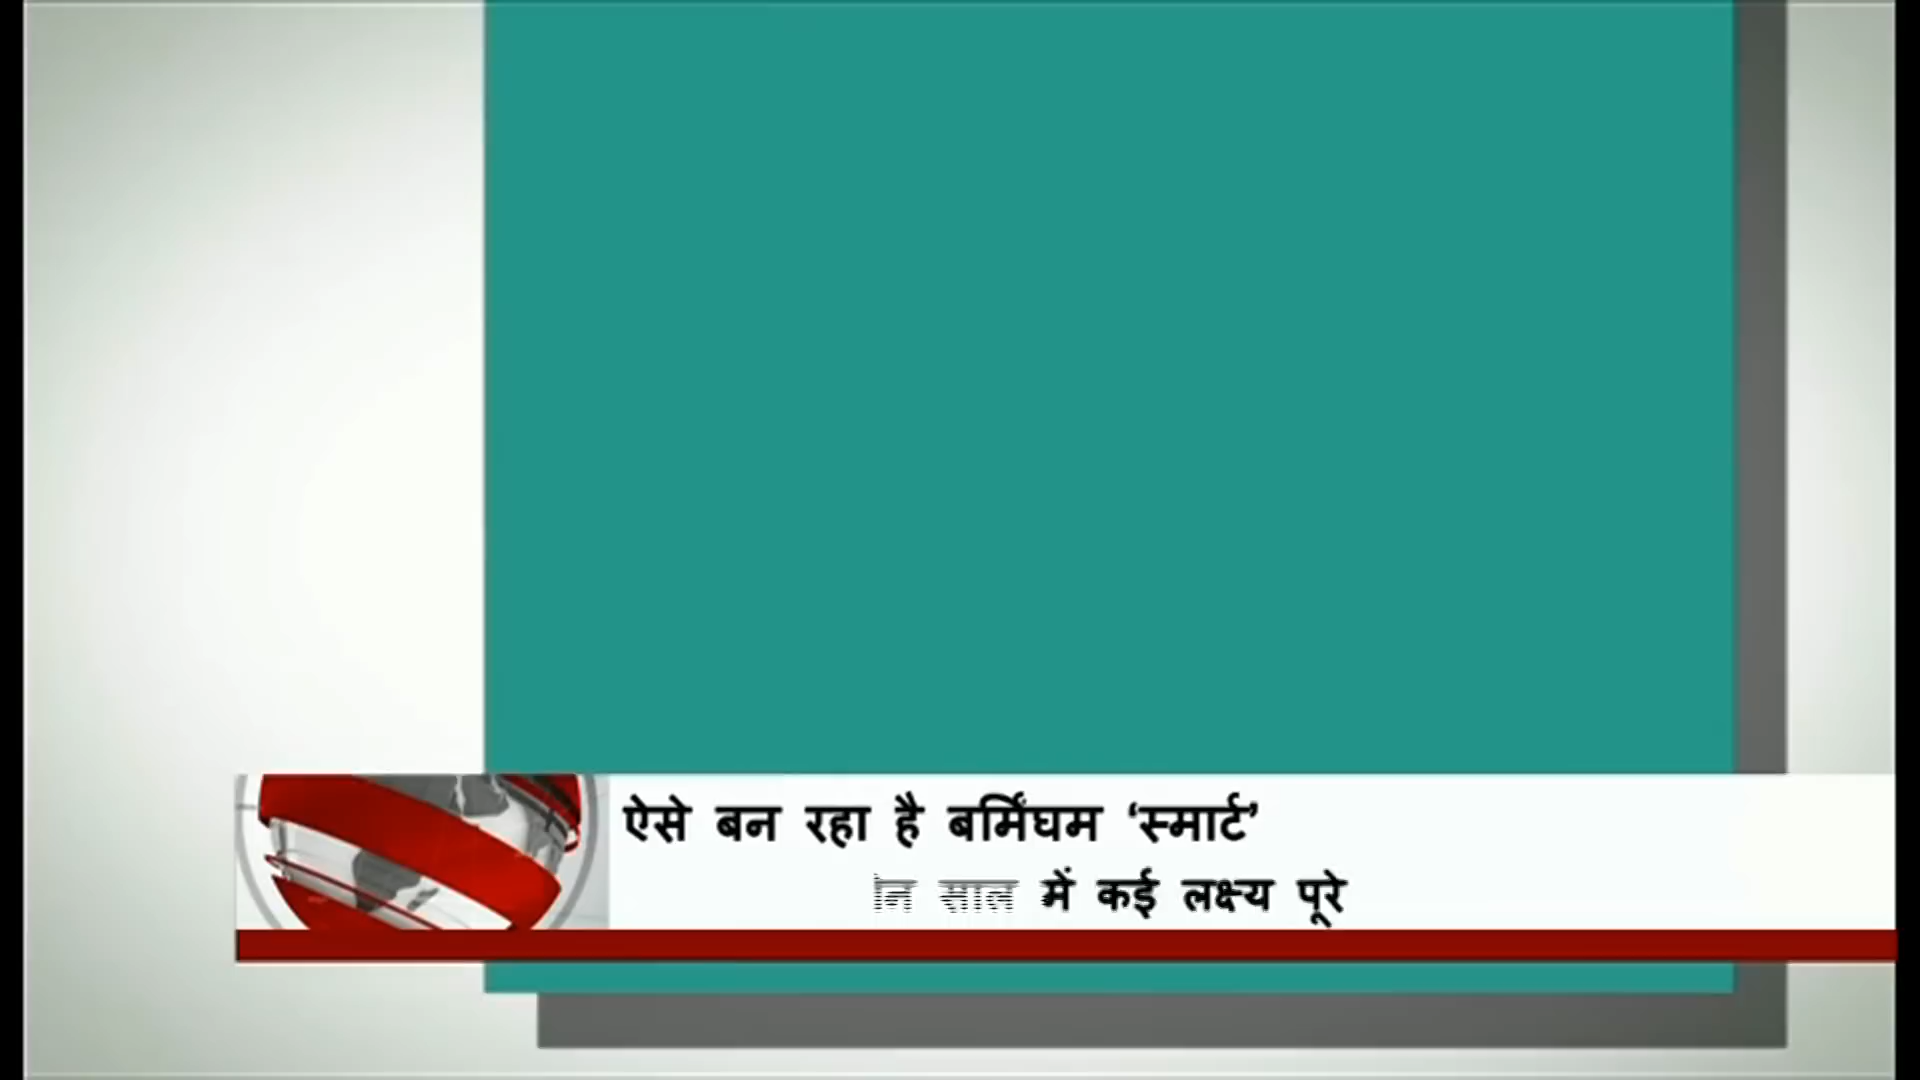 ऐसे बन रहा है बर्मिंघम ‘स्मार्ट’
साल में कई लक्ष्य पूरे